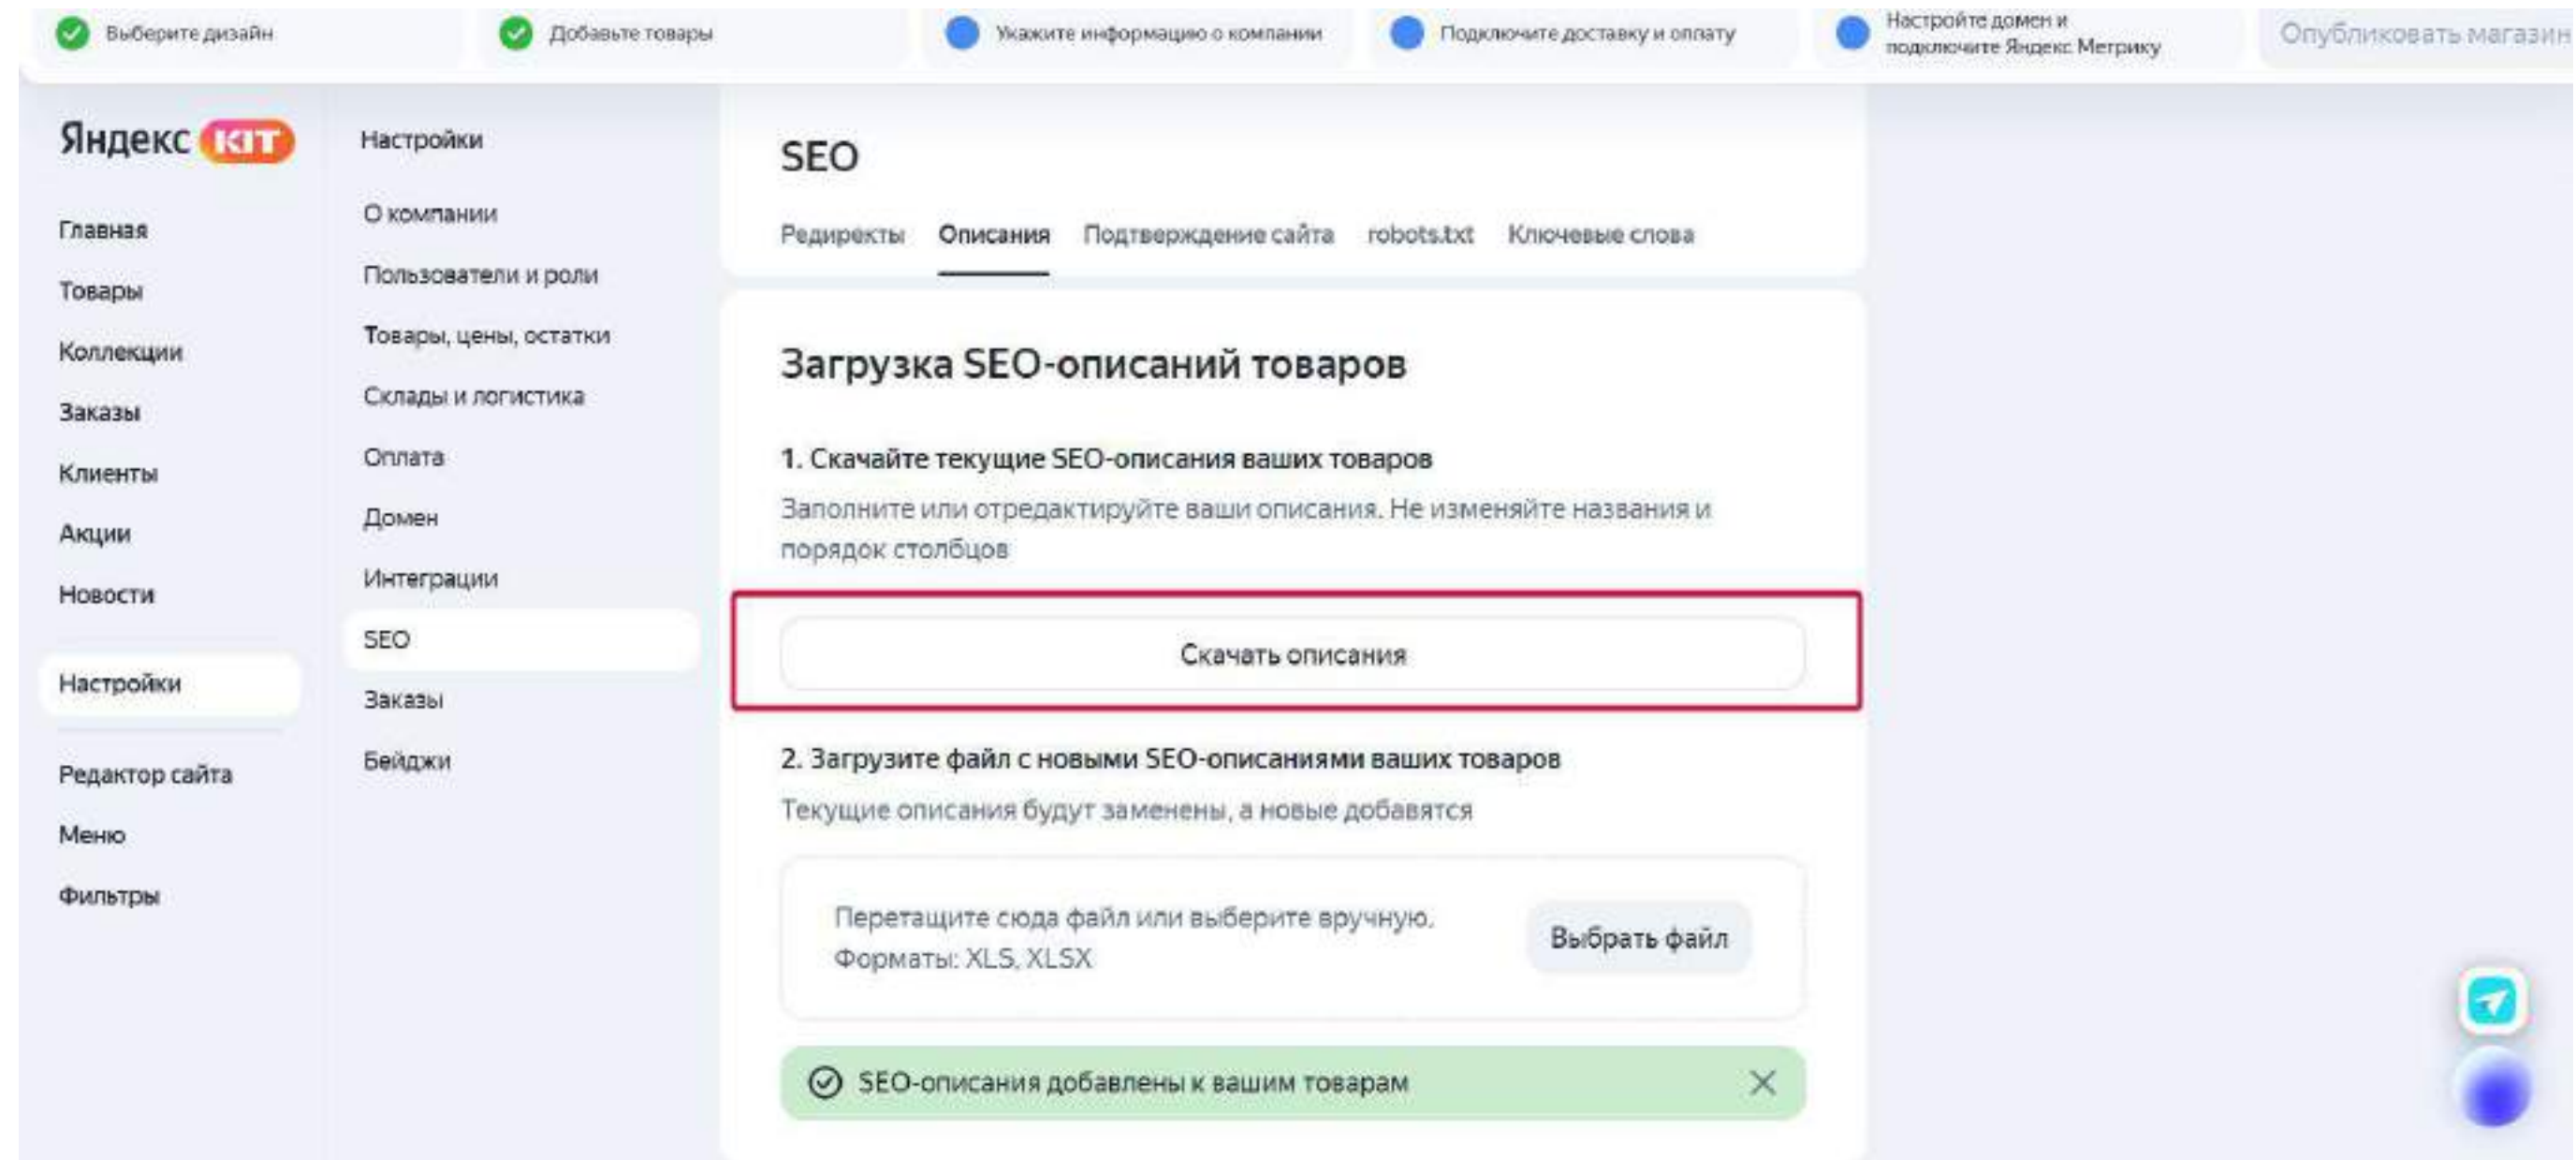 Выберите дизайн
Добавьте товары
Укажите информацию о компании
Подключите доставку и оплату
Настройте домен и
подключите Яндекс Метрику
Опубликовать магазин
Яндекс KIT
Главная
Товары
Коллекции
Заказы
Клиенты
Акции
Новости
Настройки
Редактор сайта
Меню
Фильтры
Настройки
О компании
Пользователи и роли
Товары, цены, остатки
Склады и логистика
Оплата
Домен
Интеграции
SEO
Заказы
Бейджи
SEO
Редиректы Описания Подтверждение сайта robots.txt Ключевые слова
Загрузка SEO-описаний товаров
1. Скачайте текущие SEO-описания ваших товаров
Заполните или отредактируйте ваши описания. Не изменяйте названия и
порядок столбцов
Скачать описания
2. Загрузите файл с новыми SEO-описаниями ваших товаров
Текущие описания будут заменены, а новые добавятся
Перетащите сюда файл или выберите вручную.
Форматы: XLS, XLSX
Выбрать файл
SEO-описания добавлены к вашим товарам